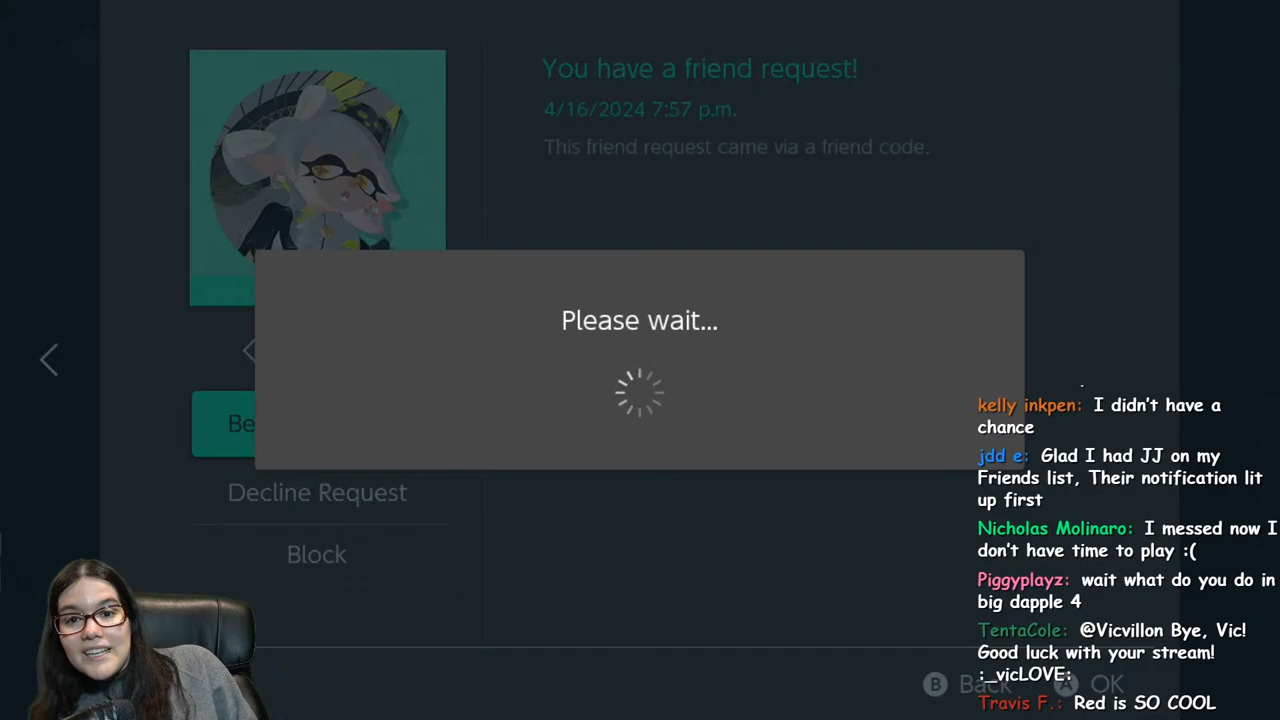 You have a friend request!
4/16/2024 7:57 p.m.
This friend request came via a friend code.
Please wait...
Be
Decline Request
Block
B Back A OK
kelly inkpen: I didn't have a
chance
jdd e: Glad I had JJ on my
Friends list, Their notification lit
up first
Nicholas Molinaro: I messed now I
don't have time to play :(
Piggyplayz: wait what do you do in
big dapple 4
TentaCole: @Vicvillon Bye, Vic!
Good luck with your stream!
:_vicLOVE:
Travis F.: Red is SO COOL